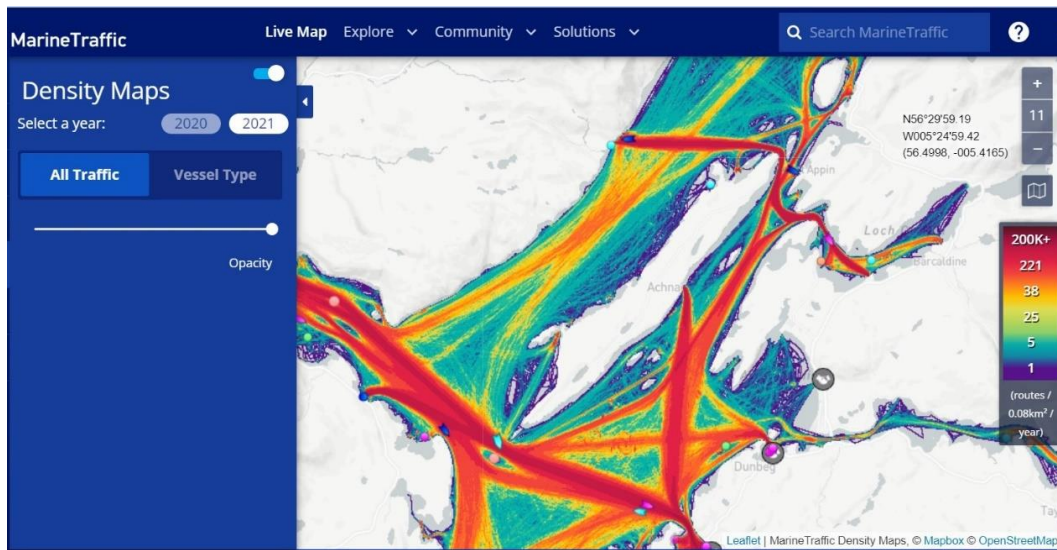 MarineTraffic
Live Map Explore Community Solutions
Search MarineTraffic
?
Density Maps
Select a year: 2020 2021
All Traffic Vessel Type
Opacity
+
11
−
N56°29'59.19
W005°24'59.42
(56.4998, -005.4165)
Appin
Loch
Barcaldine
Achna
Dunbeg
Tay
200K+
221
38
25
5
1
(routes /
0.08km² /
year)
Leaflet | MarineTraffic Density Maps, © Mapbox © OpenStreetMap